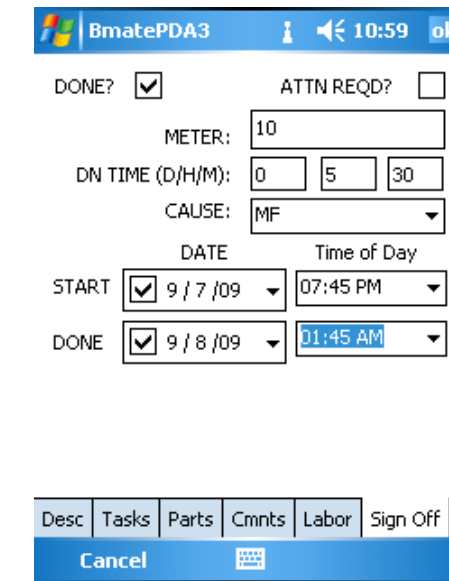 BmatePDA3 10:59 ok
DONE? ATTN REQD?
METER: 10
DN TIME (D/H/M): 0 5 30
CAUSE: MF
DATE Time of Day
START 9 / 7 /09 07:45 PM
DONE 9 / 8 /09 01:45 AM
Desc Tasks Parts Cmnts Labor Sign Off
Cancel